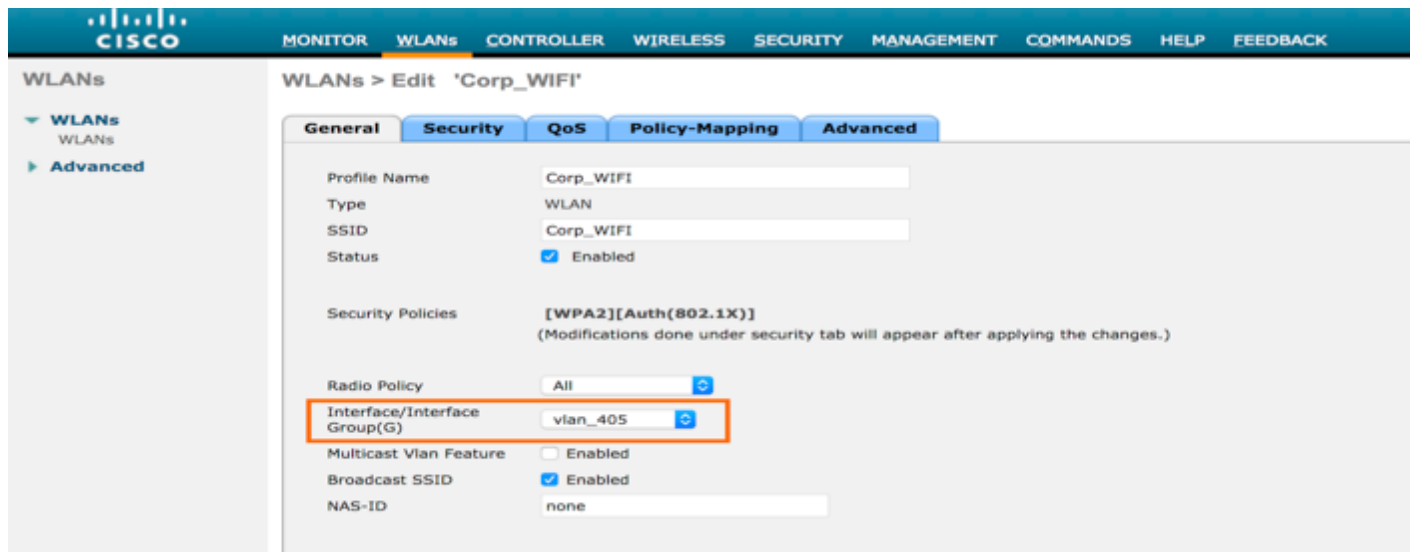 CISCO
MONITOR WLANs CONTROLLER WIRELESS SECURITY MANAGEMENT COMMANDS HELP FEEDBACK
WLANs
WLANs
WLANs
Advanced
WLANs > Edit 'Corp_WIFI'
General Security QoS Policy-Mapping Advanced
Profile Name Corp_WIFI
Type WLAN
SSID Corp_WIFI
Status Enabled
Security Policies [WPA2][Auth(802.1X)]
(Modifications done under security tab will appear after applying the changes.)
Radio Policy All
Interface/Interface
Group(G) vlan_405
Multicast Vlan Feature Enabled
Broadcast SSID Enabled
NAS-ID none